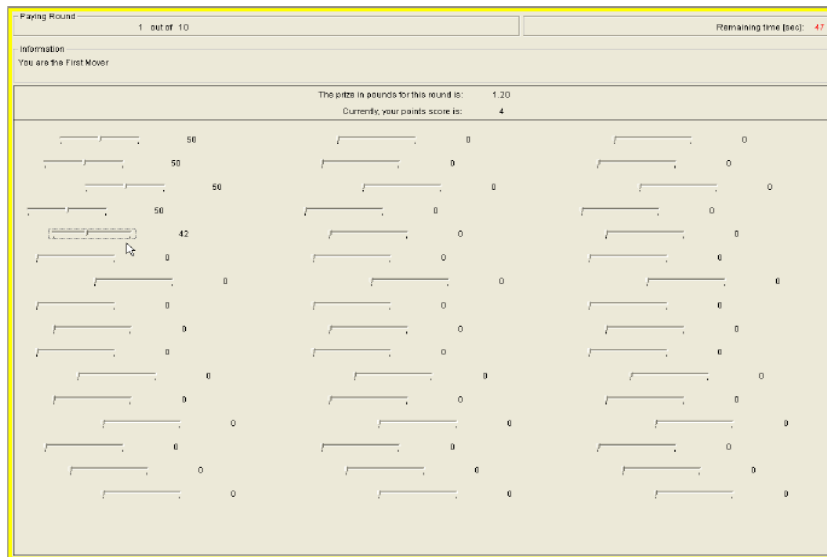 Paying Round
1 out of 10
Remaining time [sec]: 47
Information
You are the First Mover
The prize in pounds for this round is: 1.20
Currently, your points score is: 4
50 0 0
50 0 0
50 0 0
50 0 0
42 0 0
0 0 0
0 0 0
0 0 0
0 0 0
0 0 0
0 0 0
0 0 0
0 0 0
0 0 0
0 0 0
0 0 0